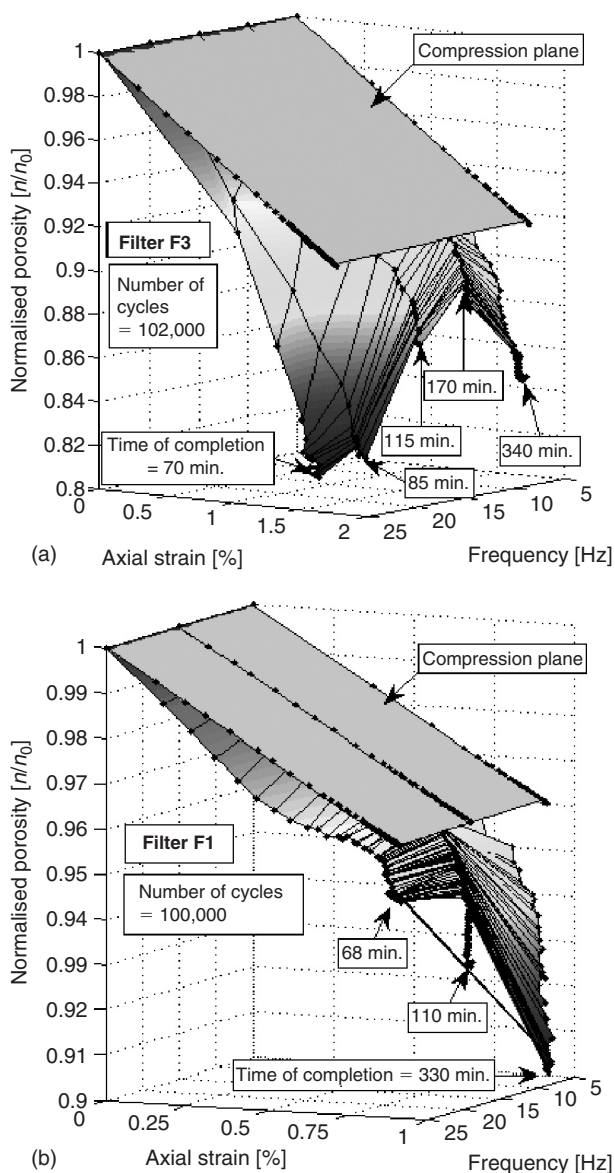 Compression plane
1
0.98
0.96
0.94
0.92
0.9
0.88
0.86
0.84
0.82
0.8
Normalised porosity [n/n0]
Filter F3
Number of
cycles
= 102,000
Time of completion
= 70 min.
85 min.
115 min.
170 min.
340 min.
0
0.5
1
1.5
2
25
20
15
10
5
(a)
Axial strain [%]
Frequency [Hz]
Compression plane
1
0.99
0.98
0.97
0.96
0.95
0.94
0.99
0.92
0.91
0.9
Normalised porosity [n/n0]
Filter F1
Number of cycles
= 100,000
68 min.
110 min.
Time of completion = 330 min.
0
0.25
0.5
0.75
1
25
20
15
10
5
(b)
Axial strain [%]
Frequency [Hz]